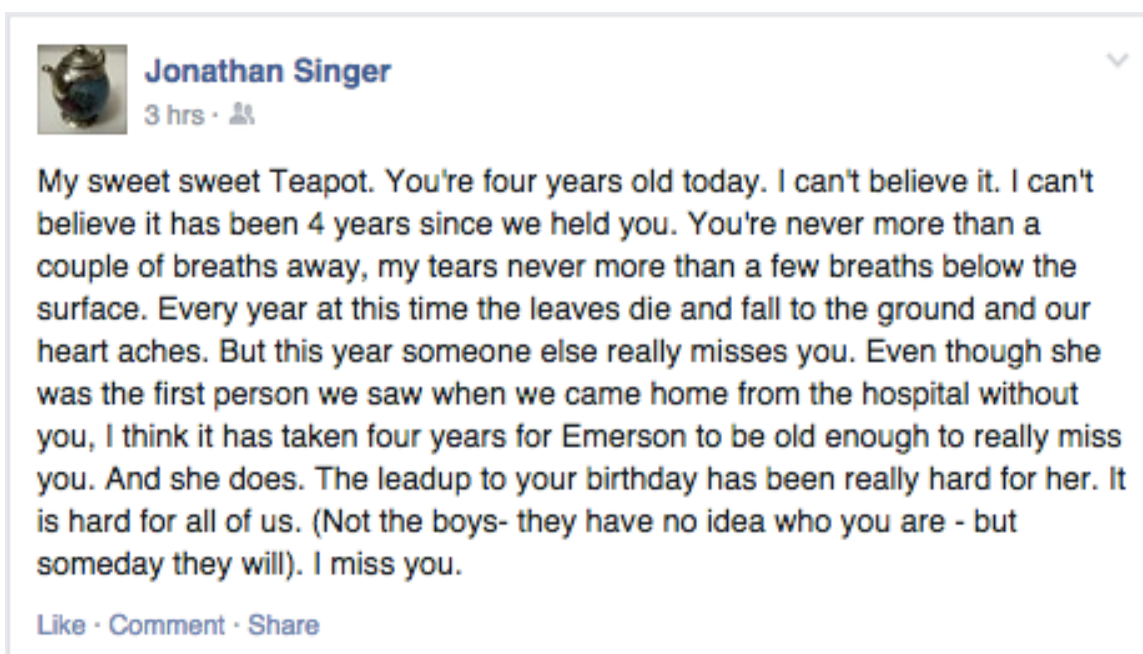 Jonathan Singer
3 hrs ·
My sweet sweet Teapot. You're four years old today. I can't believe it. I can't
believe it has been 4 years since we held you. You're never more than a
couple of breaths away, my tears never more than a few breaths below the
surface. Every year at this time the leaves die and fall to the ground and our
heart aches. But this year someone else really misses you. Even though she
was the first person we saw when we came home from the hospital without
you, I think it has taken four years for Emerson to be old enough to really miss
you. And she does. The leadup to your birthday has been really hard for her. It
is hard for all of us. (Not the boys- they have no idea who you are - but
someday they will). I miss you.
Like · Comment · Share